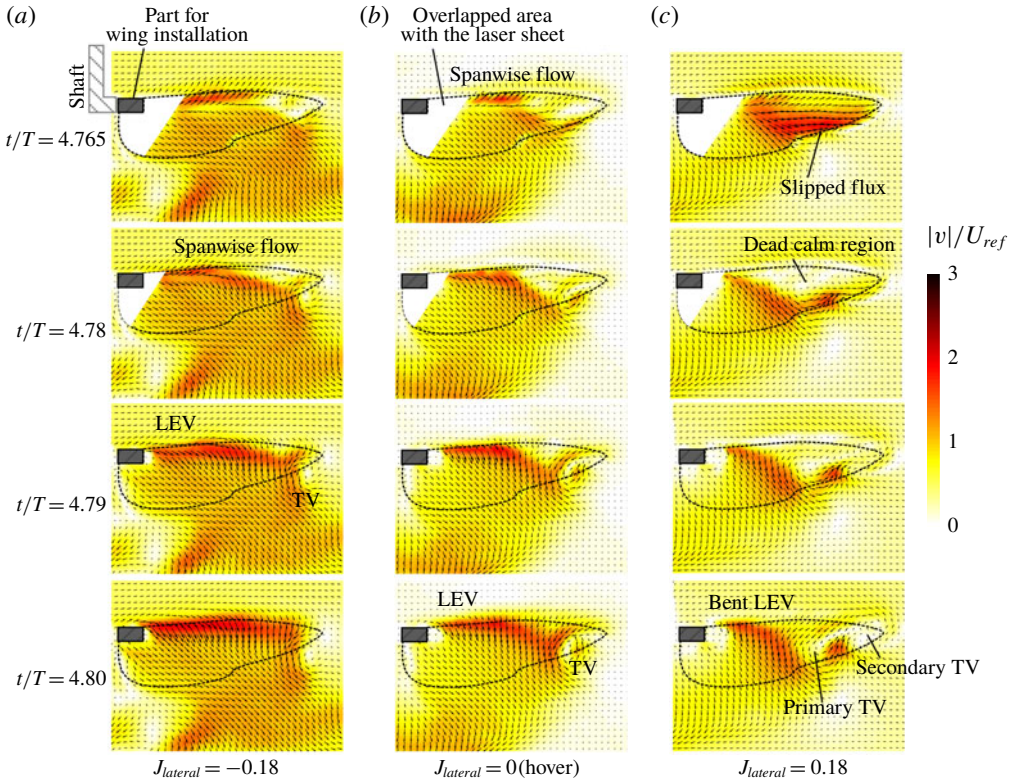 (a)
(b)
(c)
Part for
wing installation
Overlapped area
with the laser sheet
Shaft
Spanwise flow
t/T = 4.765
Slipped flux
Spanwise flow
Dead calm region
|v|/U_ref
3
2
1
0
t/T = 4.78
LEV
TV
t/T = 4.79
LEV
TV
Bent LEV
Secondary TV
Primary TV
t/T = 4.80
J_lateral = −0.18
J_lateral = 0 (hover)
J_lateral = 0.18